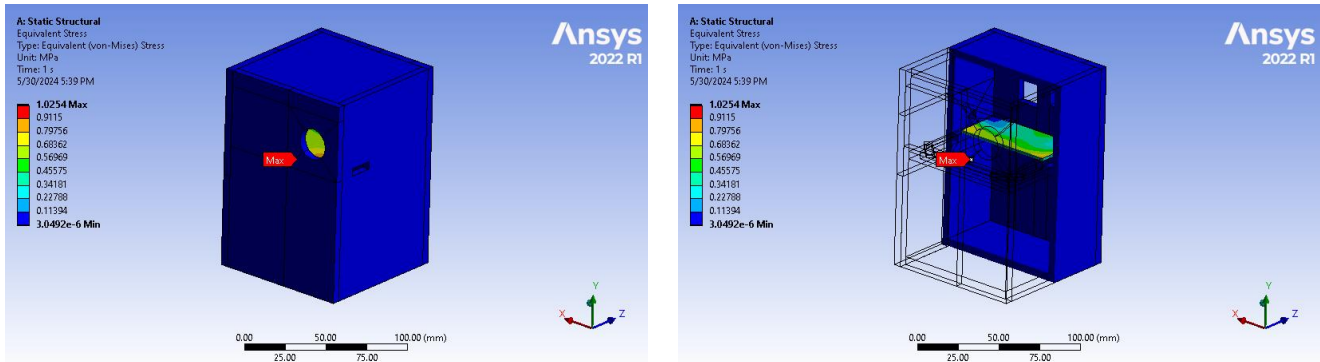 A: Static Structural
Equivalent Stress
Type: Equivalent (von-Mises) Stress
Unit: MPa
Time: 1 s
5/30/2024 5:39 PM
1.0254 Max
0.9115
0.79756
0.68362
0.56969
0.45575
0.34181
0.22788
0.11394
3.0492e-6 Min
Ansys
2022 R1
Max
Y
X
Z
0.00
50.00
100.00 (mm)
25.00
75.00
A: Static Structural
Equivalent Stress
Type: Equivalent (von-Mises) Stress
Unit: MPa
Time: 1 s
5/30/2024 5:39 PM
1.0254 Max
0.9115
0.79756
0.68362
0.56969
0.45575
0.34181
0.22788
0.11394
3.0492e-6 Min
Ansys
2022 R1
Max
Y
X
Z
0.00
50.00
100.00 (mm)
25.00
75.00